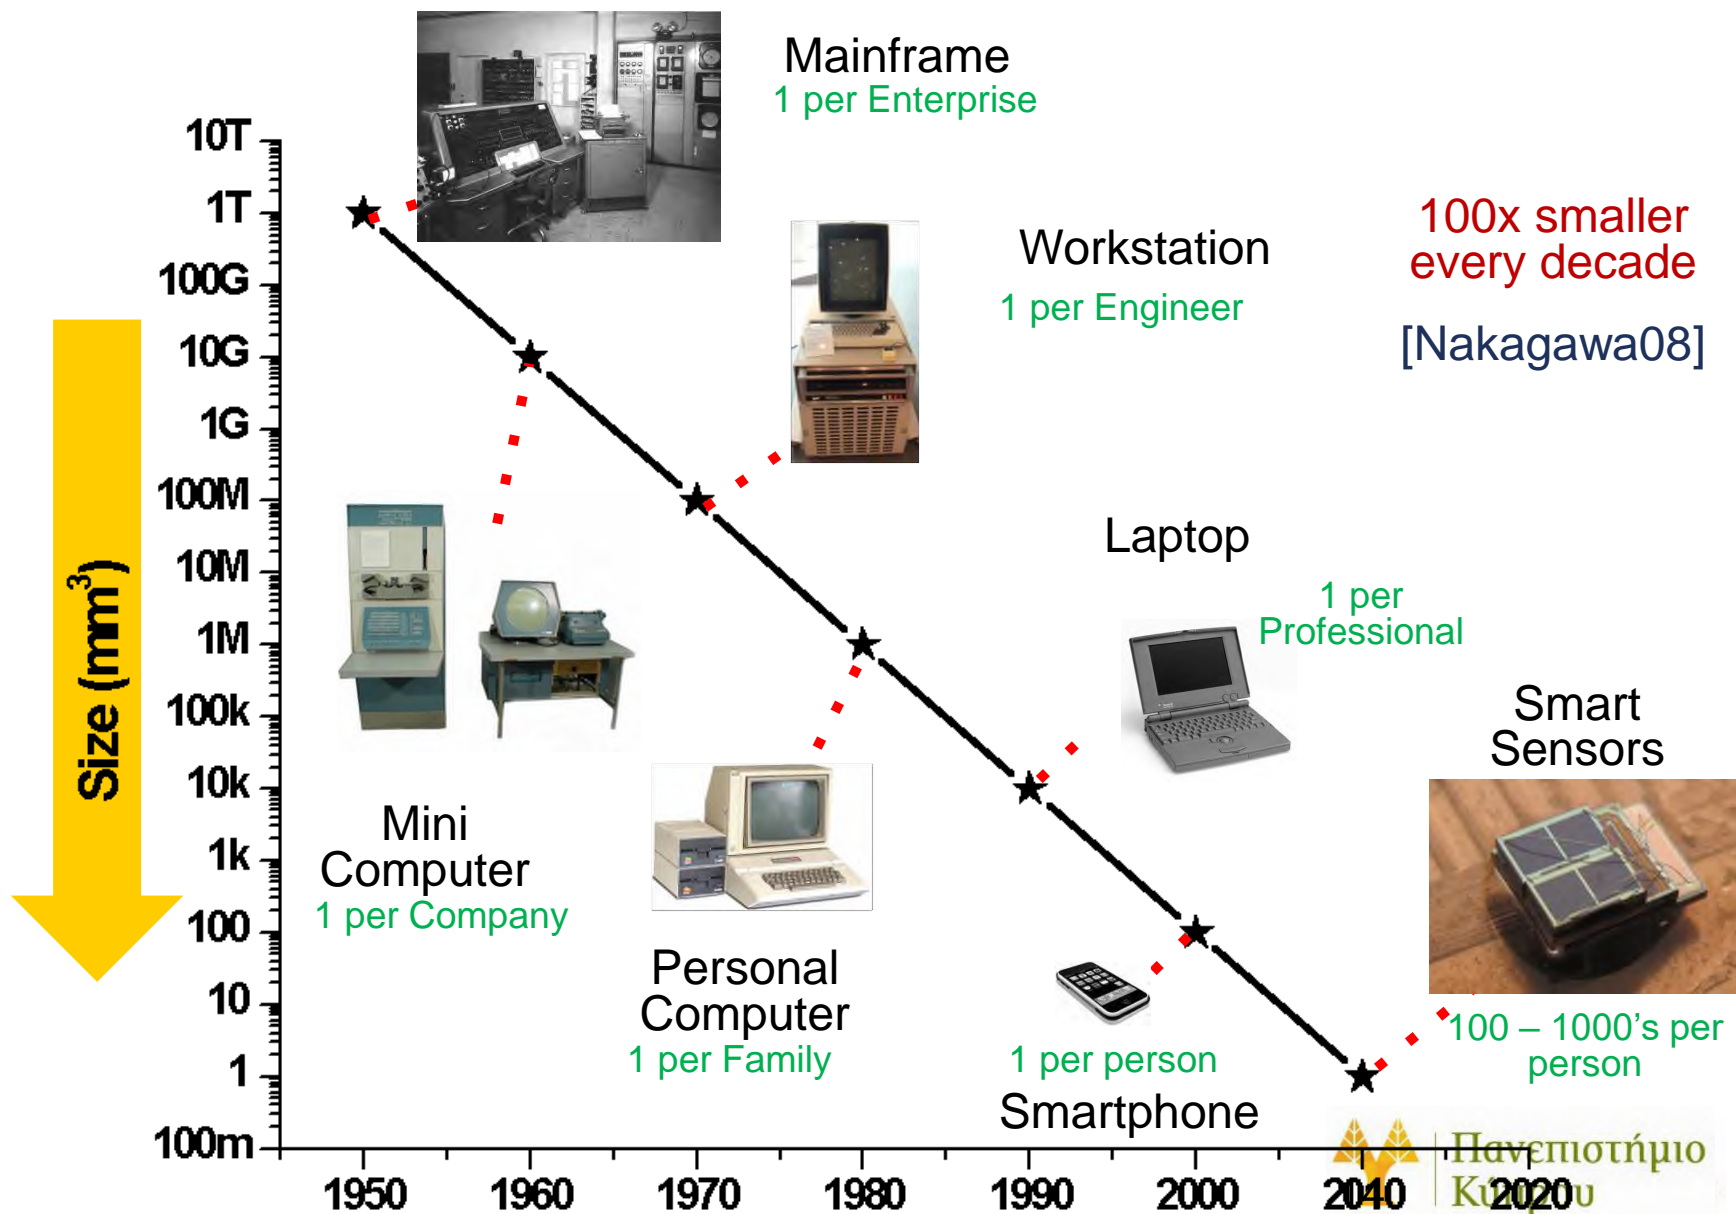 Mainframe
1 per Enterprise
Workstation
1 per Engineer
100x smaller
every decade
[Nakagawa08]
Laptop
1 per
Professional
Smart
Sensors
100 – 1000's per
person
Mini
Computer
1 per Company
Personal
Computer
1 per Family
1 per person
Smartphone
Size (mm³)
10T
1T
100G
10G
1G
100M
10M
1M
100k
10k
1k
100
10
1
100m
1950
1960
1970
1980
1990
2000
2020
Πανεπιστήμιο
Κύπρου